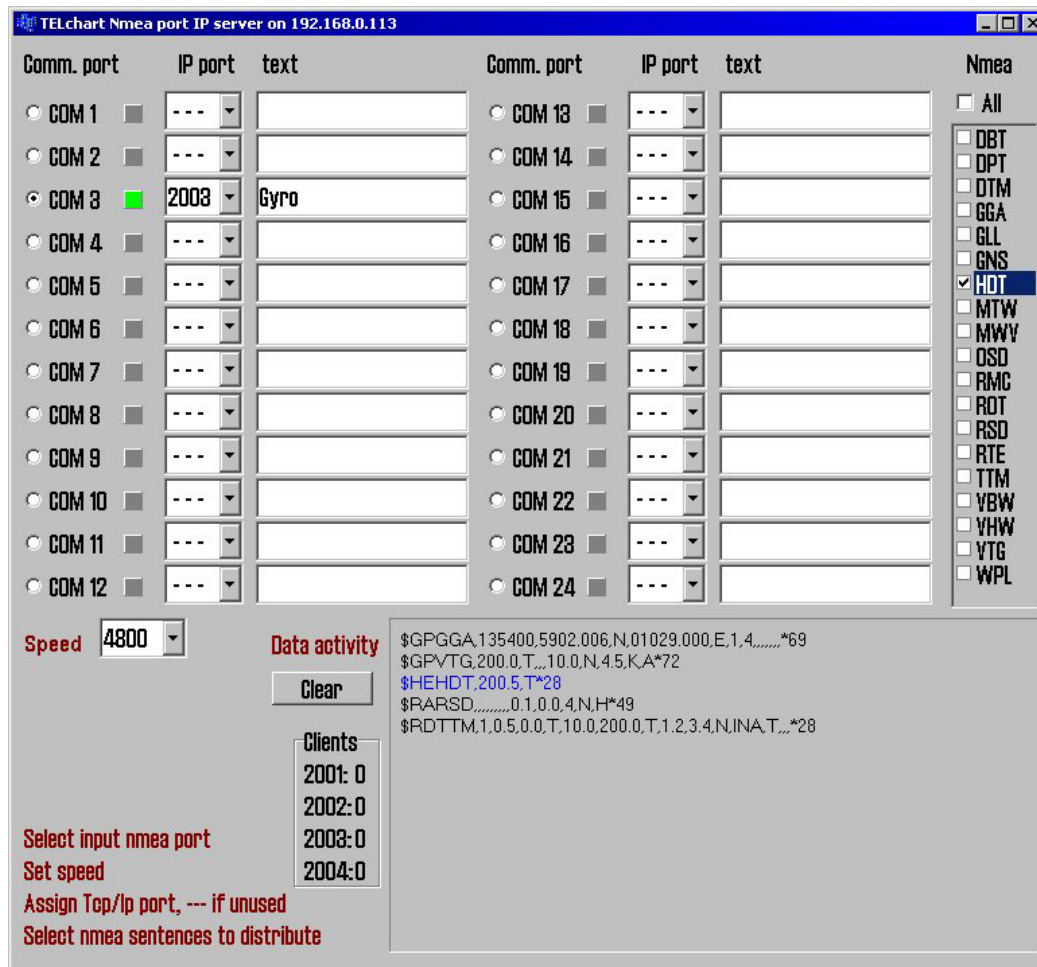 TELchart Nmea port IP server on 192.168.0.113
Comm. port IP port text Comm. port IP port text Nmea
COM 1 --- COM 13 --- All
COM 2 --- COM 14 --- DBT
DPT
COM 3 2003 Gyro COM 15 --- DTM
GGA
COM 4 --- COM 16 --- GLL
GNS
COM 5 --- COM 17 --- HDT
MTW
COM 6 --- COM 18 --- MWV
OSD
COM 7 --- COM 19 --- RMC
ROT
COM 8 --- COM 20 --- RSD
RTE
COM 9 --- COM 21 --- TTM
COM 10 --- COM 22 --- VBW
VHW
COM 11 --- COM 23 --- VTG
COM 12 --- COM 24 --- WPL
Speed 4800
Data activity
Clear
$GPGGA,135400,5902.006,N,01029.000,E,1,4,,,,,,,*69
$GPVTG,200.0,T,,,10.0,N,4.5,K,A*72
$HEHDT,200.5,T*28
$RARSD,,,,,,,,,0.1,0.0,4,N,H*49
$RDTTM,1,0.5,0.0,T,10.0,200.0,T,1.2,3.4,N,INA,T,,,*28
Clients
2001: 0
2002:0
2003:0
2004:0
Select input nmea port
Set speed
Assign Tcp/Ip port, --- if unused
Select nmea sentences to distribute